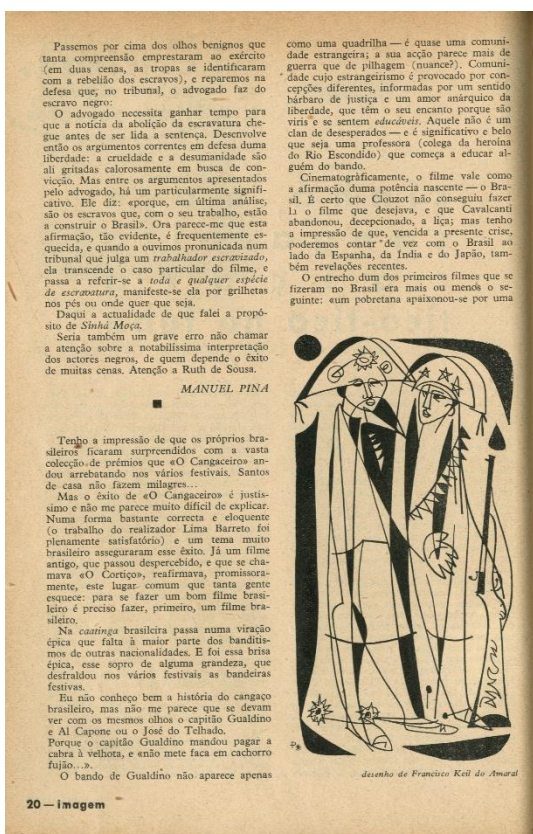 Passemos por cima dos olhos benignos que
tanta compreensão emprestaram ao exército
(em duas cenas, as tropas se identificaram
com a rebelião dos escravos), e reparemos na
defesa que, no tribunal, o advogado faz do
escravo negro:
O advogado necessita ganhar tempo para
que a notícia da abolição da escravatura che-
gue antes de ser lida a sentença. Desenvolve
então os argumentos correntes em defesa duma
liberdade: a crueldade e a desumanidade são
ali gritadas calorosamente em busca de con-
vicção. Mas entre os argumentos apresentados
pelo advogado, há um particularmente signifi-
cativo. Ele diz: «porque, em última análise,
são os escravos que, com o seu trabalho, estão
a construir o Brasil». Ora parece-me que esta
afirmação, tão evidente, é frequentemente es-
quecida, e quando a ouvimos pronunicada num
tribunal que julga um trabalhador escravizado,
ela transcende o caso particular do filme, e
passa a referir-se a toda e qualquer espécie
de escravatura, manifeste-se ela por grilhetas
nos pés ou onde quer que seja.
Daqui a actualidade de que falei a propó-
sito de Sinhá Moça.
Seria também um grave erro não chamar
a atenção sobre a notabilíssima interpretação
dos actores negros, de quem depende o êxito
de muitas cenas. Atenção a Ruth de Sousa.
MANUEL PINA
Tenho a impressão de que os próprios bra-
sileiros ficaram surpreendidos com a vasta
colecção de prémios que «O Cangaceiro» an-
dou arrebatando nos vários festivais. Santos
de casa não fazem milagres...
Mas o êxito de «O Cangaceiro» é justís-
simo e não me parece muito difícil de explicar.
Numa forma bastante correcta e eloquente
(o trabalho do realizador Lima Barreto foi
plenamente satisfatório) e um tema muito
brasileiro asseguraram esse êxito. Já um filme
antigo, que passou despercebido, e que se cha-
mava «O Cortiço», reafirmava, promissora-
mente, este lugar comum que tanta gente
esquece: para se fazer um bom filme brasi-
leiro é preciso fazer, primeiro, um filme bra-
sileiro.
Na caatinga brasileira passa numa viração
épica que falta à maior parte dos banditis-
mos de outras nacionalidades. E foi essa brisa
épica, esse sopro de alguma grandeza, que
desfraldou nos vários festivais as bandeiras
festivas.
Eu não conheço bem a história do cangaço
brasileiro, mas não me parece que se devam
ver com os mesmos olhos o capitão Gualdino
e Al Capone ou o José do Telhado.
Porque o capitão Gualdino mandou pagar a
cabra à velhota, e «não mete faca em cachorro
fujão...».
O bando de Gualdino não aparece apenas
como uma quadrilha — é quase uma comuni-
dade estrangeira; a sua acção parece mais de
guerra que de pilhagem (nuance?). Comuni-
dade cujo estrangeirismo é provocado por con-
cepções diferentes, informadas por um sentido
bárbaro de justiça e um amor anárquico da
liberdade, que têm o seu encanto porque são
viris e se sentem educáveis. Aquele não é um
clan de desesperados — e é significativo e belo
que seja uma professora (colega da heroína
do Rio Escondido) que começa a educar al-
guém do bando.
Cinematogràficamente, o filme vale como
a afirmação duma potência nascente — o Bra-
sil. É certo que Clouzot não conseguiu fazer
lá o filme que desejava, e que Cavalcanti
abandonou, decepcionado, a liça; mas tenho
a impressão de que, vencida a presente crise,
poderemos contar de vez com o Brasil ao
lado da Espanha, da Índia e do Japão, tam-
bém revelações recentes.
O entrecho dum dos primeiros filmes que se
fizeram no Brasil era mais ou menos o se-
guinte: «um pobretana apaixonou-se por uma
desenho de Francisco Keil do Amaral
20 — imagem